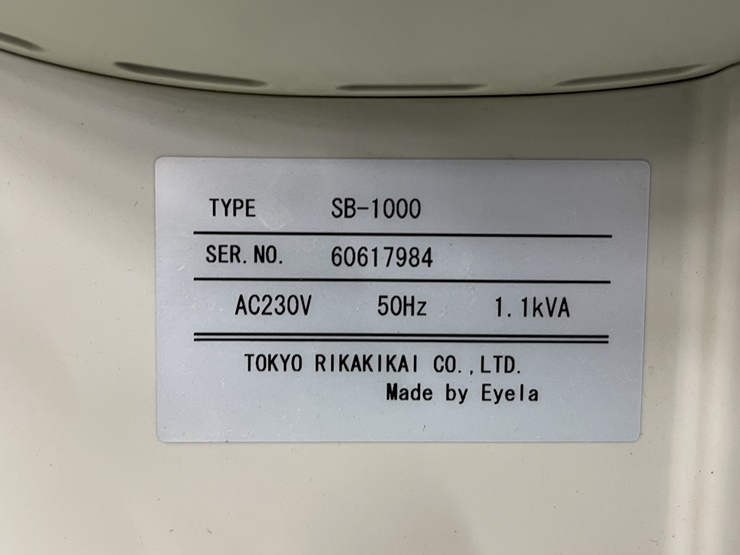 TYPE SB-1000
SER. NO. 60617984
AC230V 50Hz 1.1kVA
TOKYO RIKAKIKAI CO., LTD.
Made by Eyela